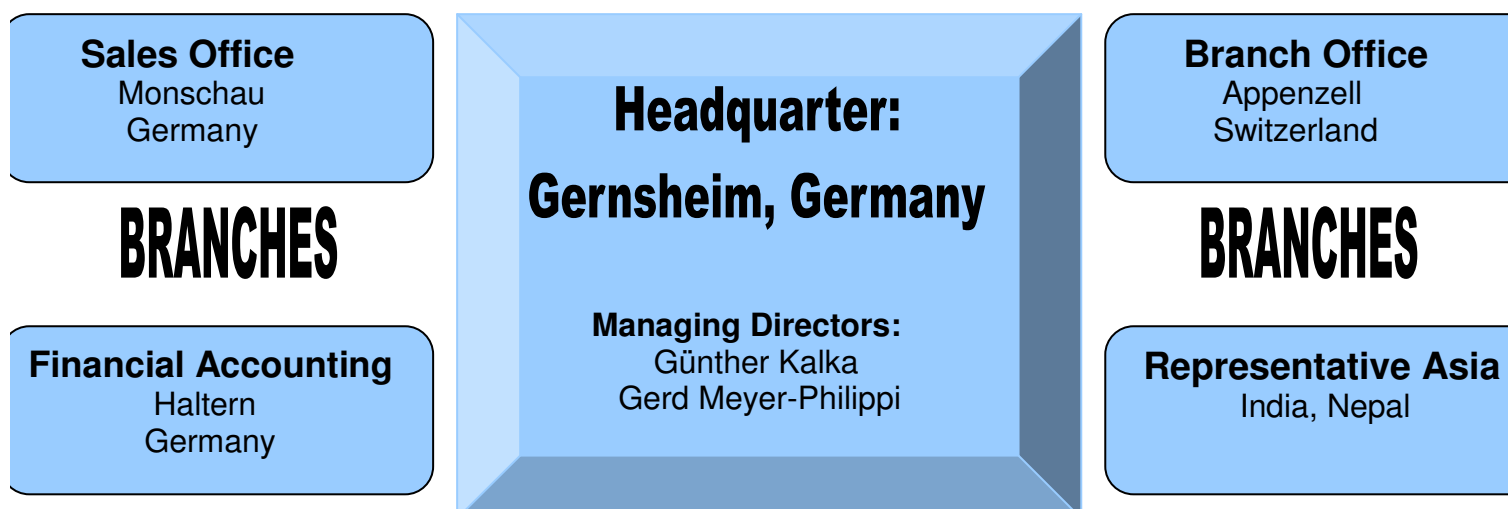 Sales Office
Monschau
Germany
BRANCHES
Financial Accounting
Haltern
Germany
Headquarter:
Gernsheim, Germany
Managing Directors:
Günther Kalka
Gerd Meyer-Philippi
Branch Office
Appenzell
Switzerland
BRANCHES
Representative Asia
India, Nepal